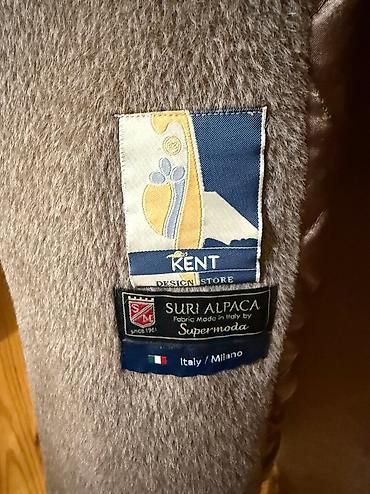 KENT
DESIGN STORE
SM
SINCE 1961
SURI ALPACA
Fabric Made in Italy by
Supermoda
Italy / Milano